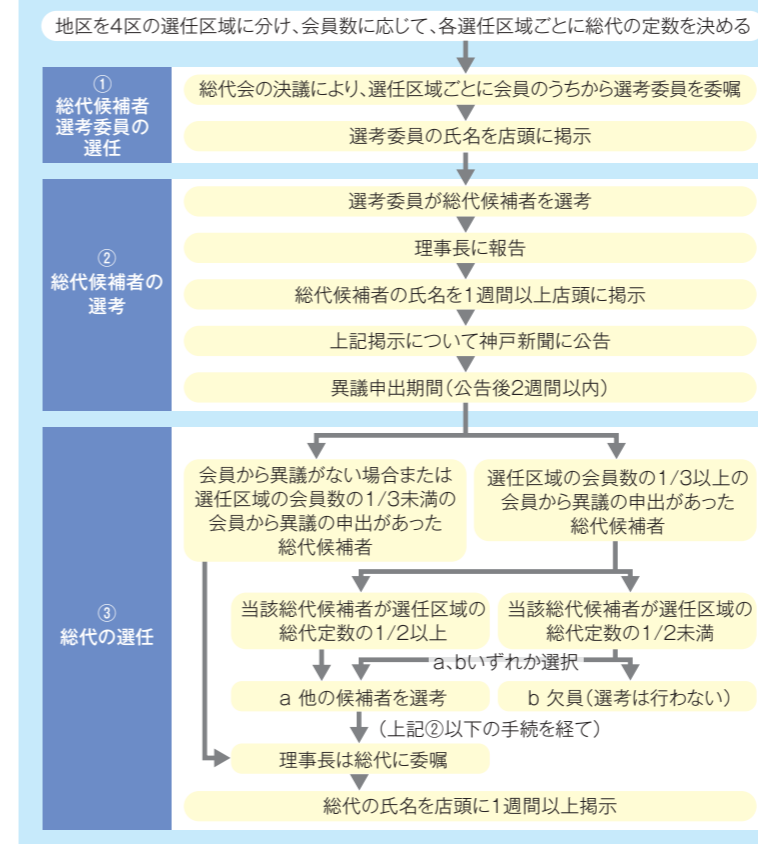 地区を4区の選任区域に分け、会員数に応じて、各選任区域ごとに総代の定数を決める
①
総代候補者
選考委員の
選任
総代会の決議により、選任区域ごとに会員のうちから選考委員を委嘱
選考委員の氏名を店頭に掲示
②
総代候補者の
選考
選考委員が総代候補者を選考
理事長に報告
総代候補者の氏名を1週間以上店頭に掲示
上記掲示について神戸新聞に公告
異議申出期間(公告後2週間以内)
③
総代の選任
会員から異議がない場合または
選任区域の会員数の1/3未満の
会員から異議の申出があった
総代候補者
選任区域の会員数の1/3以上の
会員から異議の申出があった
総代候補者
当該総代候補者が選任区域の
総代定数の1/2以上
当該総代候補者が選任区域の
総代定数の1/2未満
a、bいずれか選択
a 他の候補者を選考
b 欠員(選考は行わない)
(上記②以下の手続を経て)
理事長は総代に委嘱
総代の氏名を店頭に1週間以上掲示